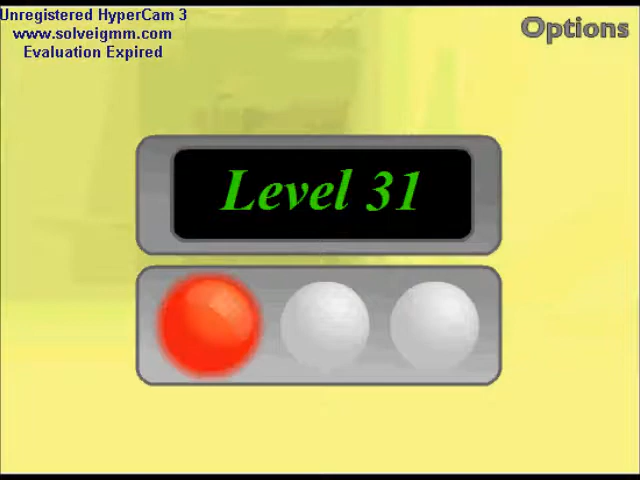 Unregistered HyperCam 3
www.solveigmm.com
Evaluation Expired
Options
Level 31